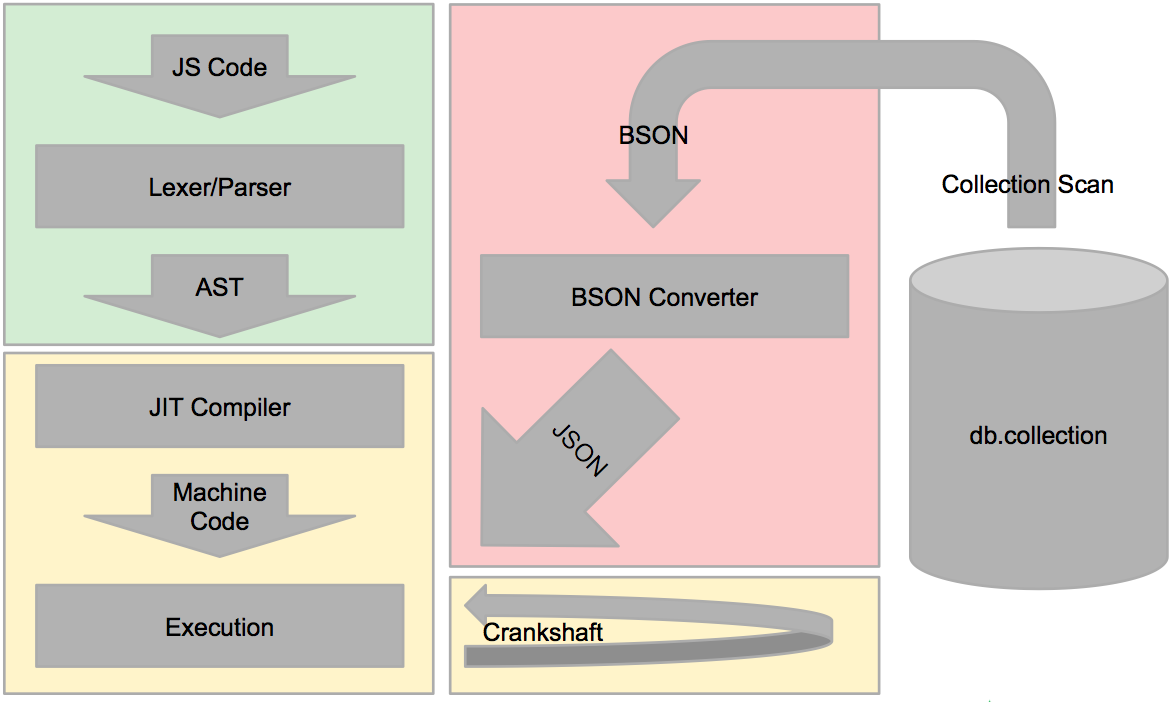 JS Code
Lexer/Parser
AST
JIT Compiler
Machine
Code
Execution
BSON
BSON Converter
JSON
Crankshaft
Collection Scan
db.collection